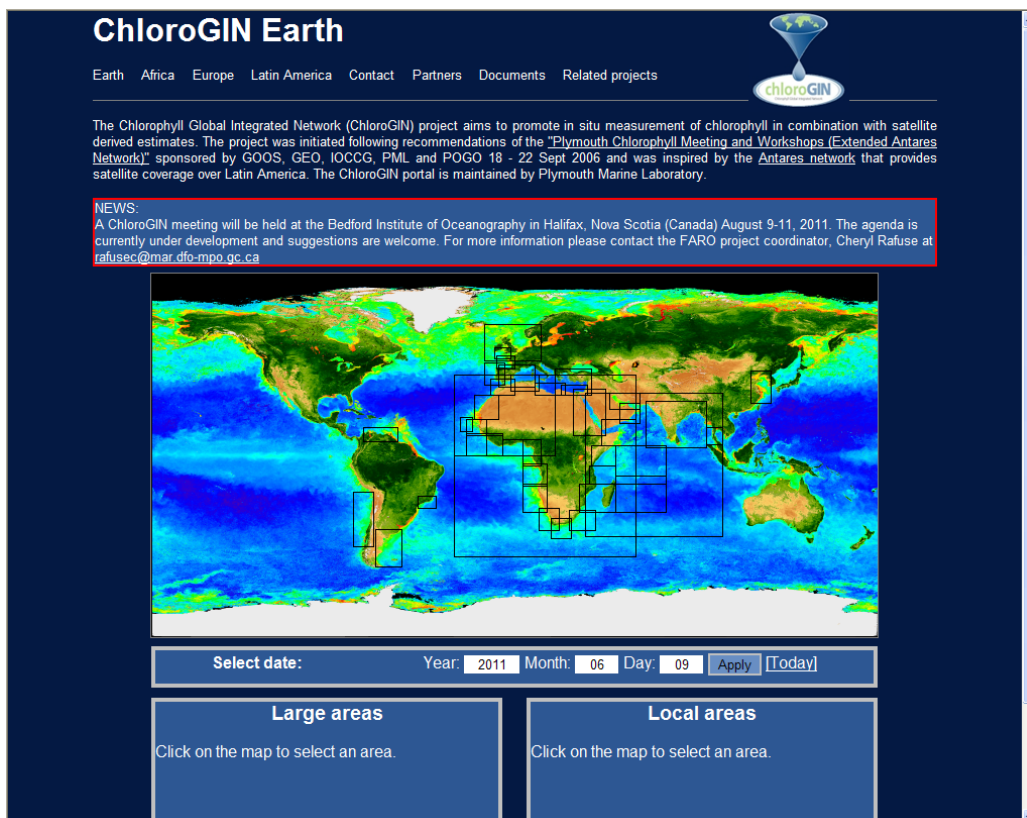 ChloroGIN Earth
Earth Africa Europe Latin America Contact Partners Documents Related projects
chloroGIN
The Chlorophyll Global Integrated Network (ChloroGIN) project aims to promote in situ measurement of chlorophyll in combination with satellite
derived estimates. The project was initiated following recommendations of the "Plymouth Chlorophyll Meeting and Workshops (Extended Antares
Network)" sponsored by GOOS, GEO, IOCCG, PML and POGO 18 - 22 Sept 2006 and was inspired by the Antares network that provides
satellite coverage over Latin America. The ChloroGIN portal is maintained by Plymouth Marine Laboratory.
NEWS:
A ChloroGIN meeting will be held at the Bedford Institute of Oceanography in Halifax, Nova Scotia (Canada) August 9-11, 2011. The agenda is
currently under development and suggestions are welcome. For more information please contact the FARO project coordinator, Cheryl Rafuse at
rafusec@mar.dfo-mpo.gc.ca
Select date: Year: 2011 Month: 06 Day: 09 Apply [Today]
Large areas
Click on the map to select an area.
Local areas
Click on the map to select an area.